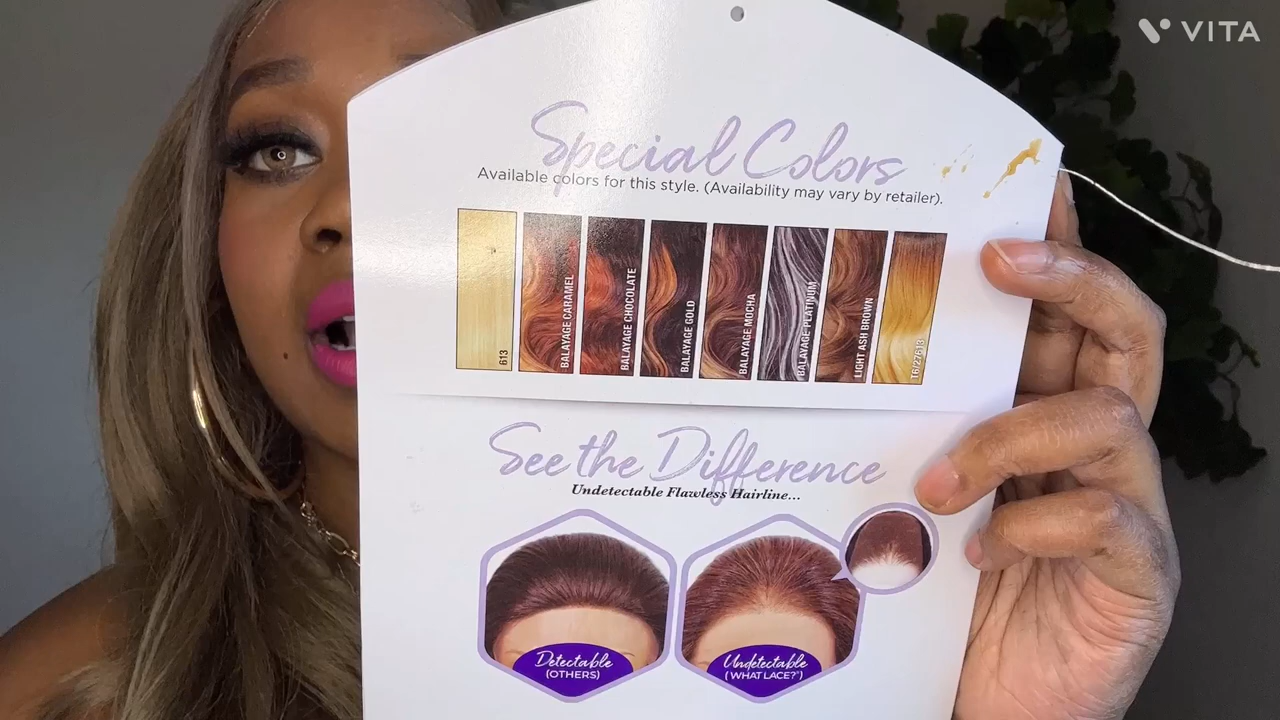 VITA
Special Colors
Available colors for this style. (Availability may vary by retailer).
613
BALAYAGE CARAMEL
BALAYAGE CHOCOLATE
BALAYAGE GOLD
BALAYAGE MOCHA
BALAYAGE PLATINUM
LIGHT ASH BROWN
T6/27613
See the Difference
Undetectable Flawless Hairline...
Detectable
(OTHERS)
Undetectable
(WHAT LACE?)